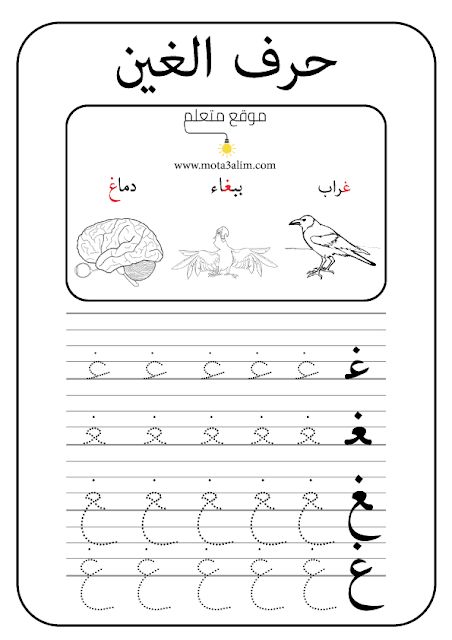 حرف الغين
موقع متعلم
www.mota3alim.com
غراب ببغاء دماغ
غـ غـ غـ غـ غـ غـ
ـغـ ـغـ ـغـ ـغـ ـغـ ـغـ
ـغ ـغ ـغ ـغ ـغ ـغ
غ غ غ غ غ غ